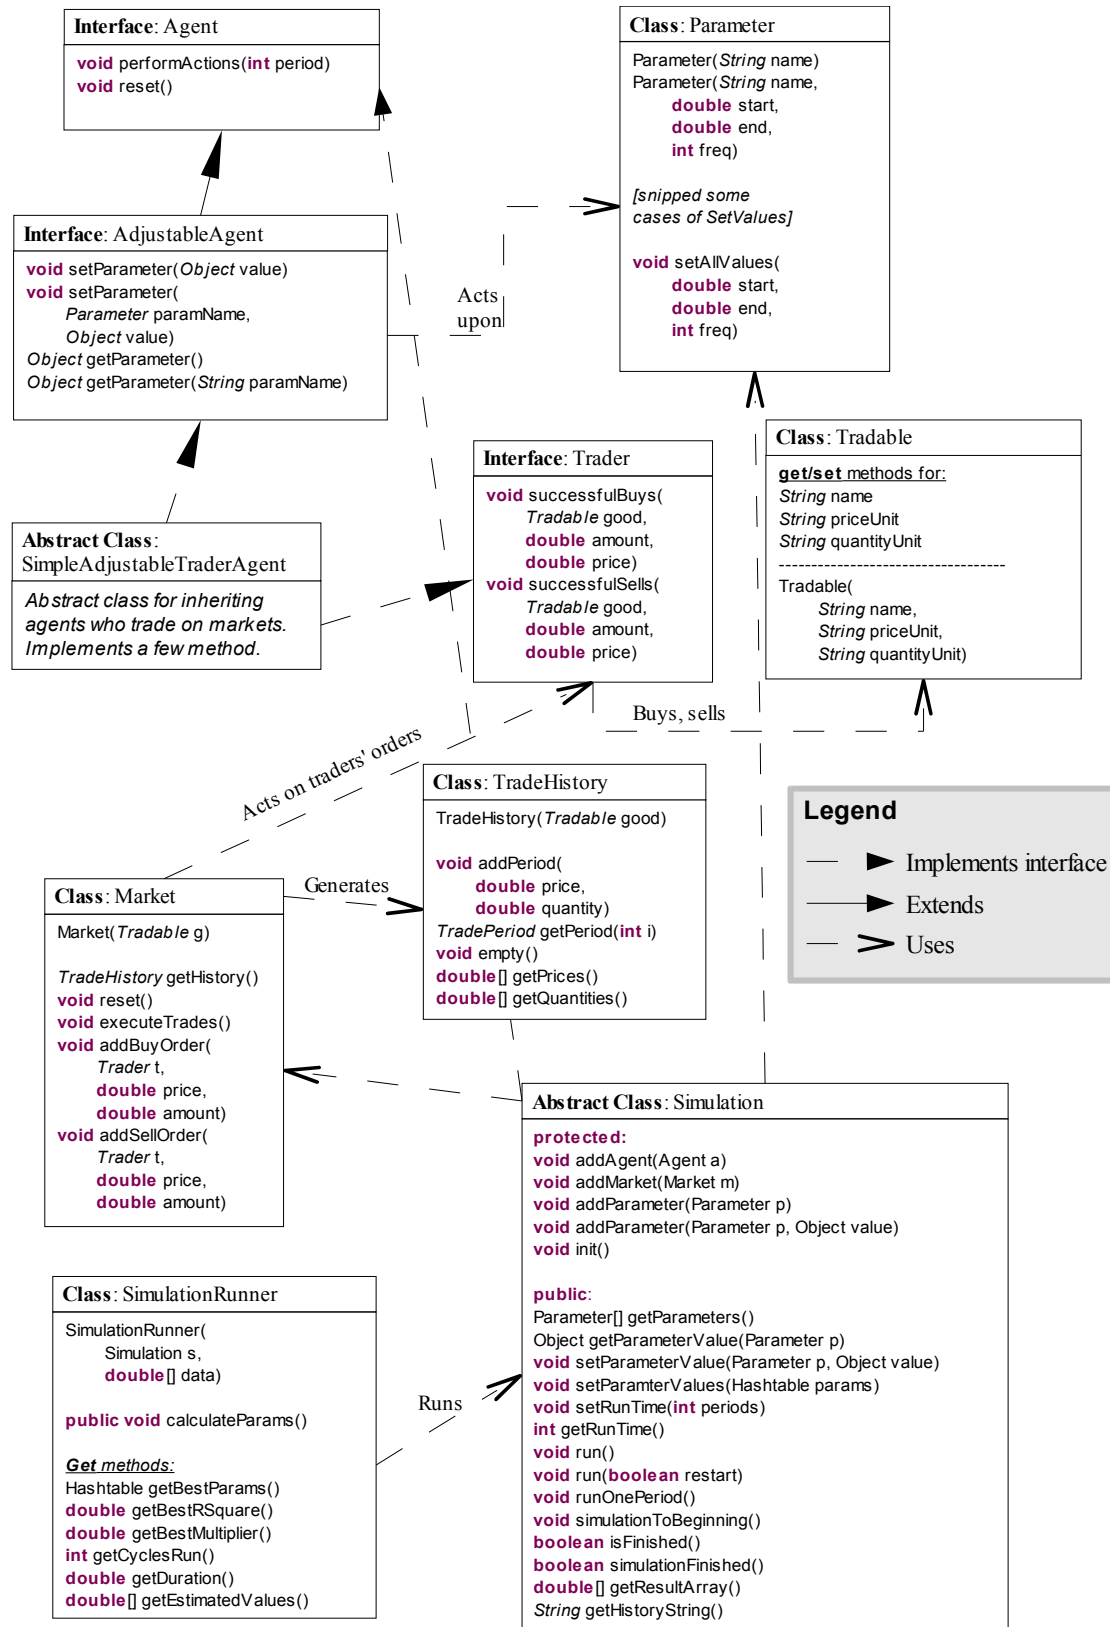 Interface: Agent
void performActions(int period)
void reset()
Class: Parameter
Parameter(String name)
Parameter(String name,
double start,
double end,
int freq)
[snipped some
cases of SetValues]
void setAllValues(
double start,
double end,
int freq)
Interface: AdjustableAgent
void setParameter(Object value)
void setParameter(
Parameter paramName,
Object value)
Object getParameter()
Object getParameter(String paramName)
Acts
upon
Interface: Trader
void successfulBuys(
Tradable good,
double amount,
double price)
void successfulSells(
Tradable good,
double amount,
double price)
Class: Tradable
get/set methods for:
String name
String priceUnit
String quantityUnit
-----------------------------------
Tradable(
String name,
String priceUnit,
String quantityUnit)
Abstract Class:
SimpleAdjustableTraderAgent
Abstract class for inheriting
agents who trade on markets.
Implements a few method.
Buys, sells
Acts on traders' orders
Class: TradeHistory
TradeHistory(Tradable good)
void addPeriod(
double price,
double quantity)
TradePeriod getPeriod(int i)
void empty()
double[] getPrices()
double[] getQuantities()
Legend
Implements interface
Extends
Uses
Generates
Class: Market
Market(Tradable g)
TradeHistory getHistory()
void reset()
void executeTrades()
void addBuyOrder(
Trader t,
double price,
double amount)
void addSellOrder(
Trader t,
double price,
double amount)
Abstract Class: Simulation
protected:
void addAgent(Agent a)
void addMarket(Market m)
void addParameter(Parameter p)
void addParameter(Parameter p, Object value)
void init()
public:
Parameter[] getParameters()
Object getParameterValue(Parameter p)
void setParameterValue(Parameter p, Object value)
void setParamterValues(Hashtable params)
void setRunTime(int periods)
int getRunTime()
void run()
void run(boolean restart)
void runOnePeriod()
void simulationToBeginning()
boolean isFinished()
boolean simulationFinished()
double[] getResultArray()
String getHistoryString()
Class: SimulationRunner
SimulationRunner(
Simulation s,
double[] data)
public void calculateParams()
Get methods:
Hashtable getBestParams()
double getBestRSquare()
double getBestMultiplier()
int getCyclesRun()
double getDuration()
double[] getEstimatedValues()
Runs